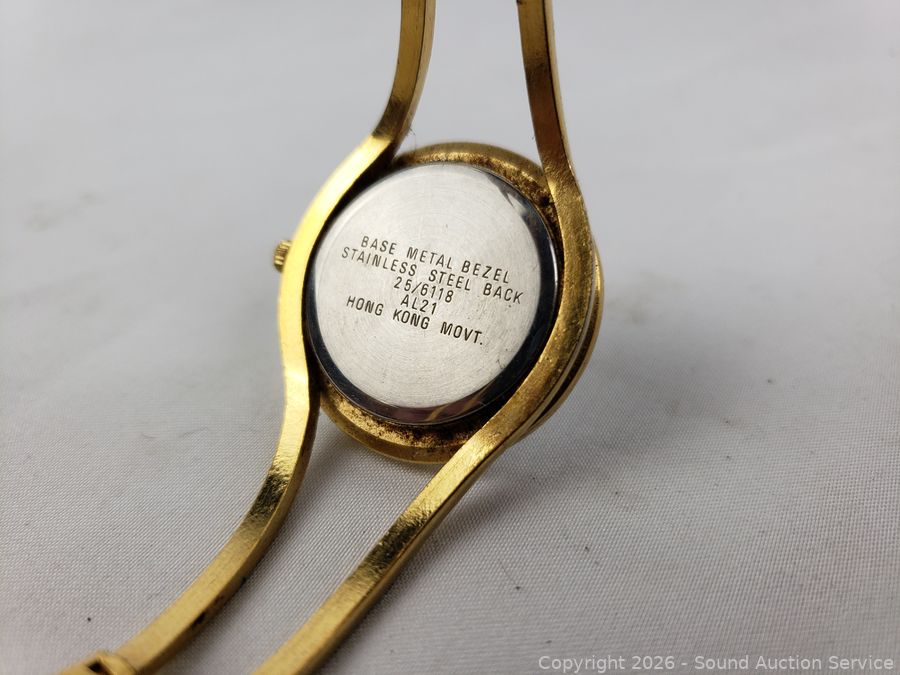 BASE METAL BEZEL
STAINLESS STEEL BACK
25/6118
AL21
HONG KONG MOVT.
Copyright 2026 - Sound Auction Service